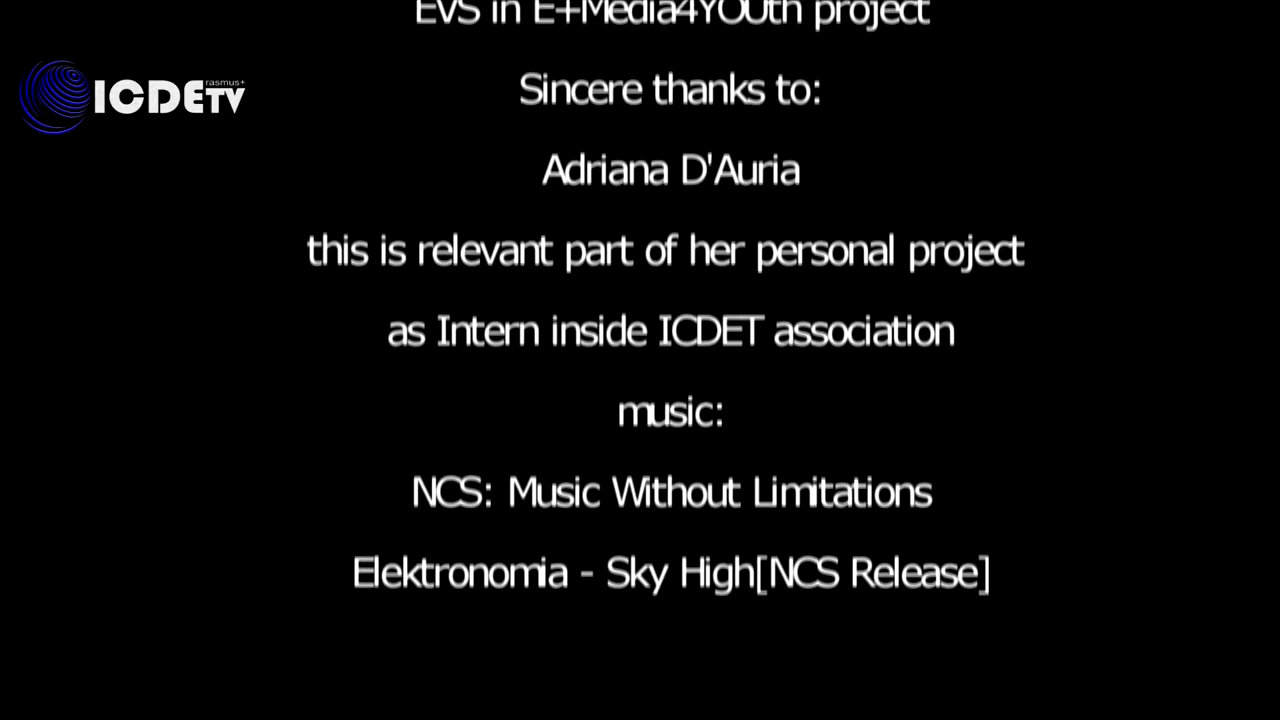 EVS in E+Media4YOUth project
rasmus+
ICDETV
Sincere thanks to:
Adriana D'Auria
this is relevant part of her personal project
as Intern inside ICDET association
music:
NCS: Music Without Limitations
Elektronomia - Sky High[NCS Release]